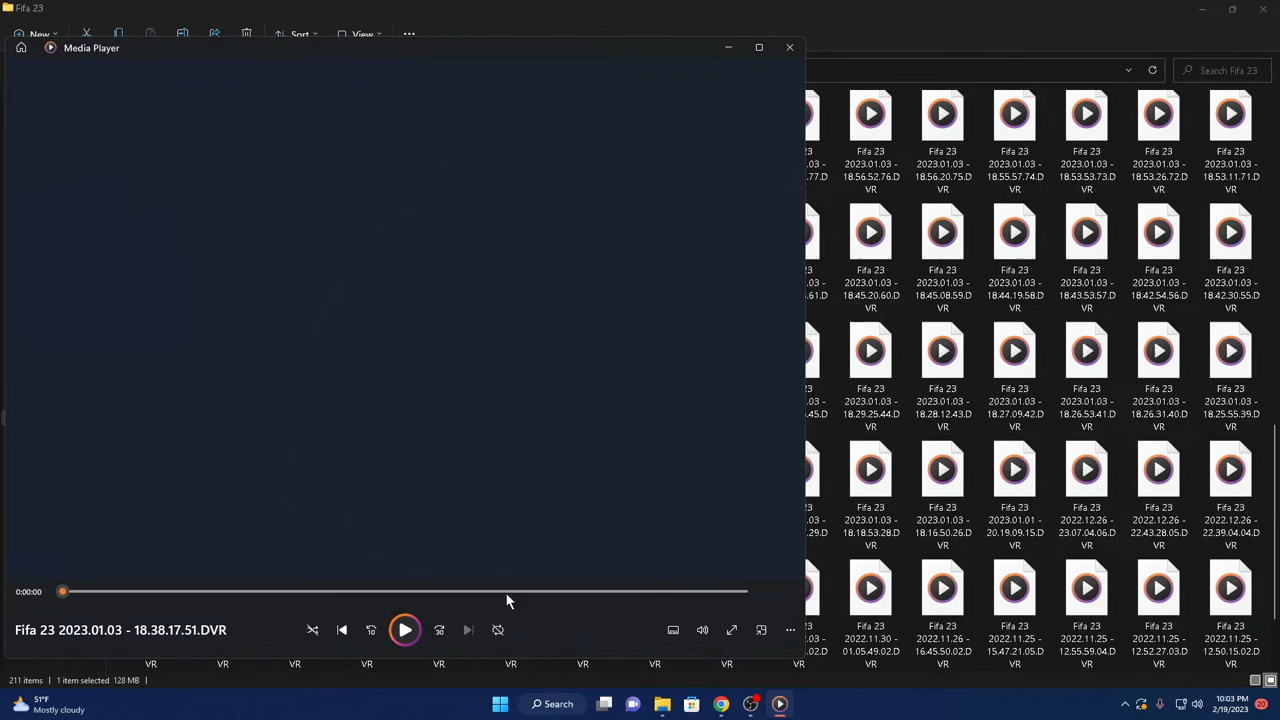 Fifa 23
New
Sort
View
Media Player
Search Fifa 23
Fifa 23
2023.01.03 -
18.56.52.76.D
VR
Fifa 23
2023.01.03 -
18.56.20.75.D
VR
Fifa 23
2023.01.03 -
18.55.57.74.D
VR
Fifa 23
2023.01.03 -
18.53.53.73.D
VR
Fifa 23
2023.01.03 -
18.53.26.72.D
VR
Fifa 23
2023.01.03 -
18.53.11.71.D
VR
Fifa 23
2023.01.03 -
18.45.20.60.D
VR
Fifa 23
2023.01.03 -
18.45.08.59.D
VR
Fifa 23
2023.01.03 -
18.44.19.58.D
VR
Fifa 23
2023.01.03 -
18.43.53.57.D
VR
Fifa 23
2023.01.03 -
18.42.54.56.D
VR
Fifa 23
2023.01.03 -
18.42.30.55.D
VR
Fifa 23
2023.01.03 -
18.29.25.44.D
VR
Fifa 23
2023.01.03 -
18.28.12.43.D
VR
Fifa 23
2023.01.03 -
18.27.09.42.D
VR
Fifa 23
2023.01.03 -
18.26.53.41.D
VR
Fifa 23
2023.01.03 -
18.26.31.40.D
VR
Fifa 23
2023.01.03 -
18.25.55.39.D
VR
Fifa 23
2023.01.03 -
18.18.53.28.D
VR
Fifa 23
2023.01.03 -
18.16.50.26.D
VR
Fifa 23
2023.01.01 -
20.19.09.15.D
VR
Fifa 23
2022.12.26 -
23.07.04.06.D
VR
Fifa 23
2022.12.26 -
22.43.28.05.D
VR
Fifa 23
2022.12.26 -
22.39.04.04.D
VR
Fifa 23
2022.11.30 -
01.05.49.02.D
VR
Fifa 23
2022.11.25 -
16.45.50.02.D
VR
Fifa 23
2022.11.25 -
15.47.21.05.D
VR
Fifa 23
2022.11.25 -
12.55.59.04.D
VR
Fifa 23
2022.11.25 -
12.52.27.03.D
VR
Fifa 23
2022.11.25 -
12.50.15.02.D
VR
0:00:00
Fifa 23 2023.01.03 - 18.38.17.51.DVR
10
30
VR VR VR VR VR VR VR VR VR VR
211 items
1 item selected 128 MB
51°F
Mostly cloudy
Search
10:03 PM
2/19/2023
20